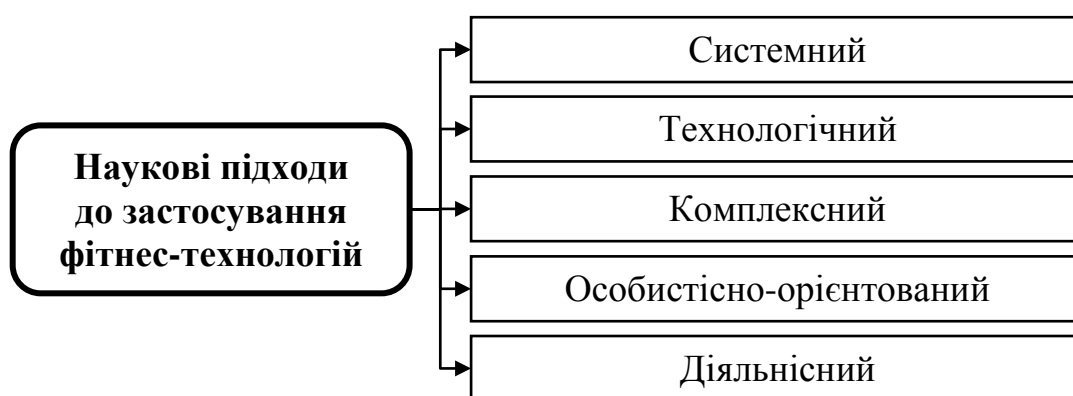 Наукові підходи
до застосування
фітнес-технологій
Системний
Технологічний
Комплексний
Особистісно-орієнтований
Діяльнісний